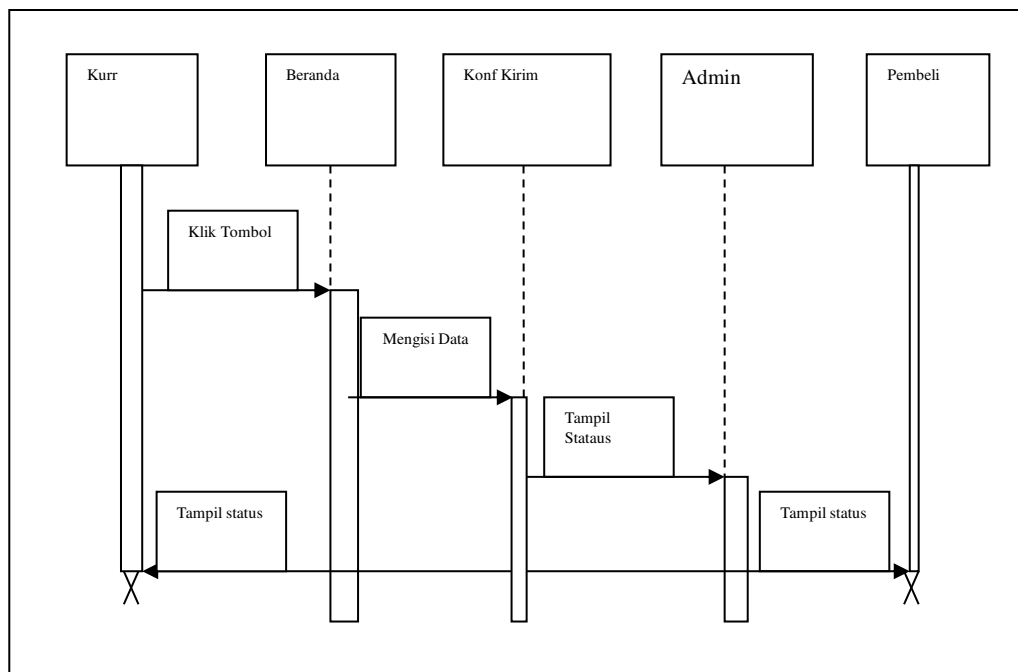 Kurr
Beranda
Konf Kirim
Admin
Pembeli
Klik Tombol
Mengisi Data
Tampil
Stataus
Tampil status
Tampil status